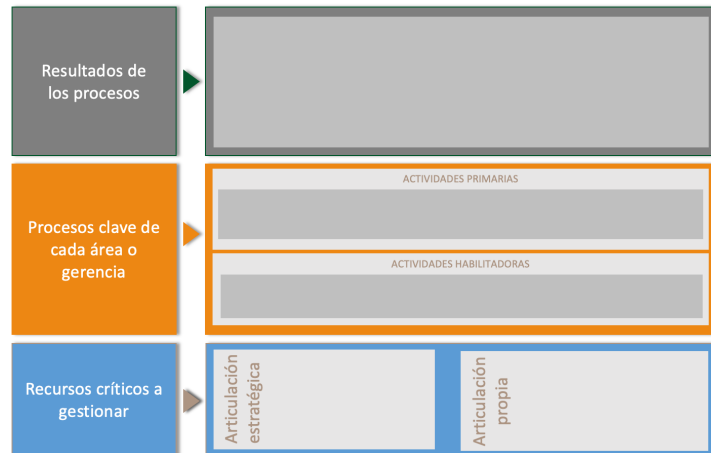 Resultados de
los procesos
ACTIVIDADES PRIMARIAS
Procesos clave de
cada área o
gerencia
ACTIVIDADES HABILITADORAS
Recursos críticos a
gestionar
Articulación
estratégica
Articulación
propia